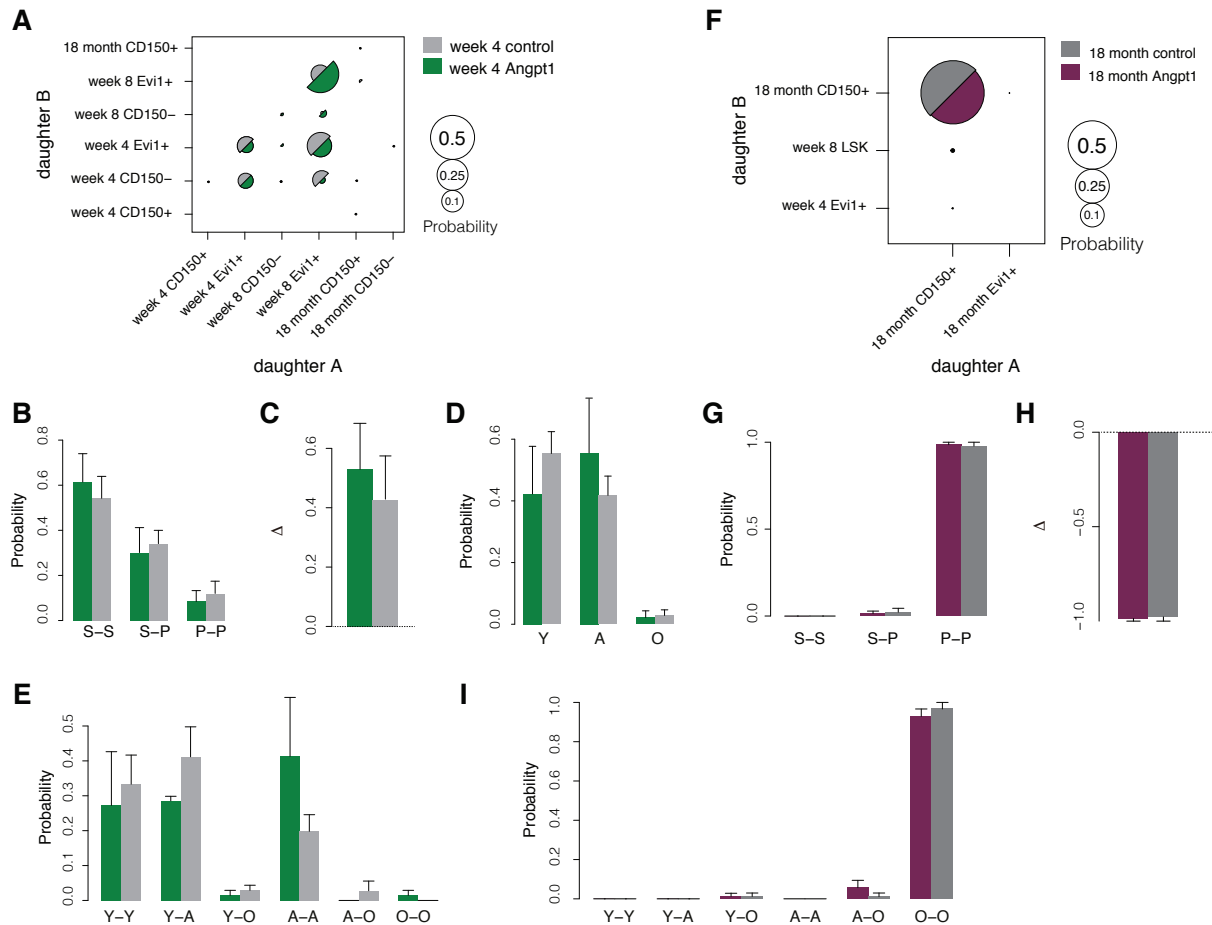 A
18 month CD150+
week 8 Evi1+
week 8 CD150−
week 4 Evi1+
week 4 CD150−
week 4 CD150+
daughter B
week 4 CD150+
week 4 Evi1+
week 8 CD150−
week 8 Evi1+
18 month CD150+
18 month CD150−
daughter A
week 4 control
week 4 Angpt1
0.5
0.25
0.1
Probability
F
18 month CD150+
week 8 LSK
week 4 Evi1+
daughter B
18 month CD150+
18 month Evi1+
daughter A
18 month control
18 month Angpt1
0.5
0.25
0.1
Probability
B
Probability
0.8
0.6
0.4
0.2
0.0
S−S S−P P−P
C
Δ
0.6
0.4
0.2
0.0
D
Probability
0.6
0.4
0.2
0.0
Y A O
G
Probability
1.0
0.5
0.0
S−S S−P P−P
H
Δ
0.0
−0.5
−1.0
E
Probability
0.5
0.4
0.3
0.2
0.1
0.0
Y−Y Y−A Y−O A−A A−O O−O
I
Probability
1.0
0.8
0.6
0.4
0.2
0.0
Y−Y Y−A Y−O A−A A−O O−O